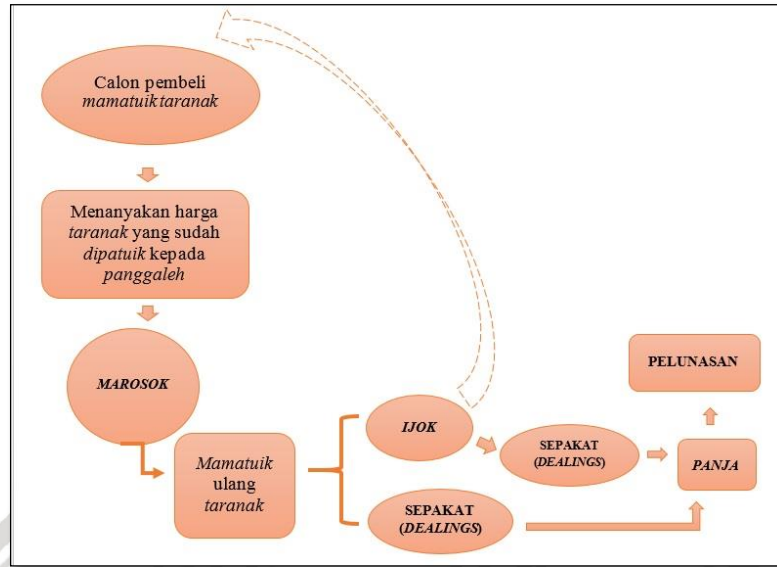 Calon pembeli
mamatuik taranak
Menanyakan harga
taranak yang sudah
dipatuik kepada
panggaleh
MAROSOK
Mamatuik
ulang
taranak
IJOK
SEPAKAT
(DEALINGS)
SEPAKAT
(DEALINGS)
PANJA
PELUNASAN